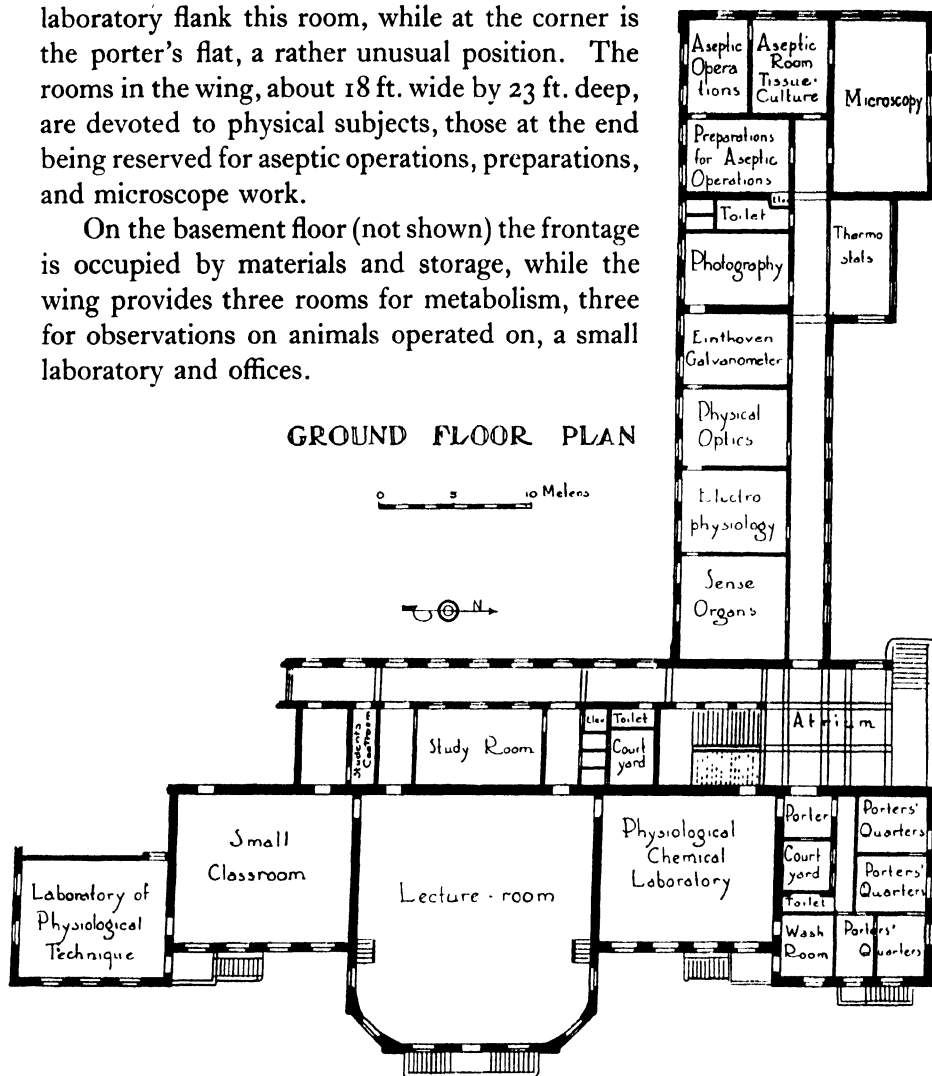 laboratory flank this room, while at the corner is
the porter's flat, a rather unusual position. The
rooms in the wing, about 18 ft. wide by 23 ft. deep,
are devoted to physical subjects, those at the end
being reserved for aseptic operations, preparations,
and microscope work.
On the basement floor (not shown) the frontage
is occupied by materials and storage, while the
wing provides three rooms for metabolism, three
for observations on animals operated on, a small
laboratory and offices.
GROUND FLOOR PLAN
0 5 10 Meters
N
Aseptic
Opera
tions
Aseptic
Room
Tissue·
Culture
Microscopy
Preparations
for Aseptic
Operations
Elev
Toilet
Thermo
stats
Photography
Einthoven
Galvanometer
Physical
Optics
Electro
physiology
Sense
Organs
Students
Coatroom
Study Room
Elev
Toilet
Court
yard
Atrium
Small
Classroom
Laboratory of
Physiological
Technique
Lecture-room
Physiological
Chemical
Laboratory
Porter
Court
yard
Toilet
Wash
Room
Porters'
Quarters
Porters'
Quarters
Porters'
Quarters